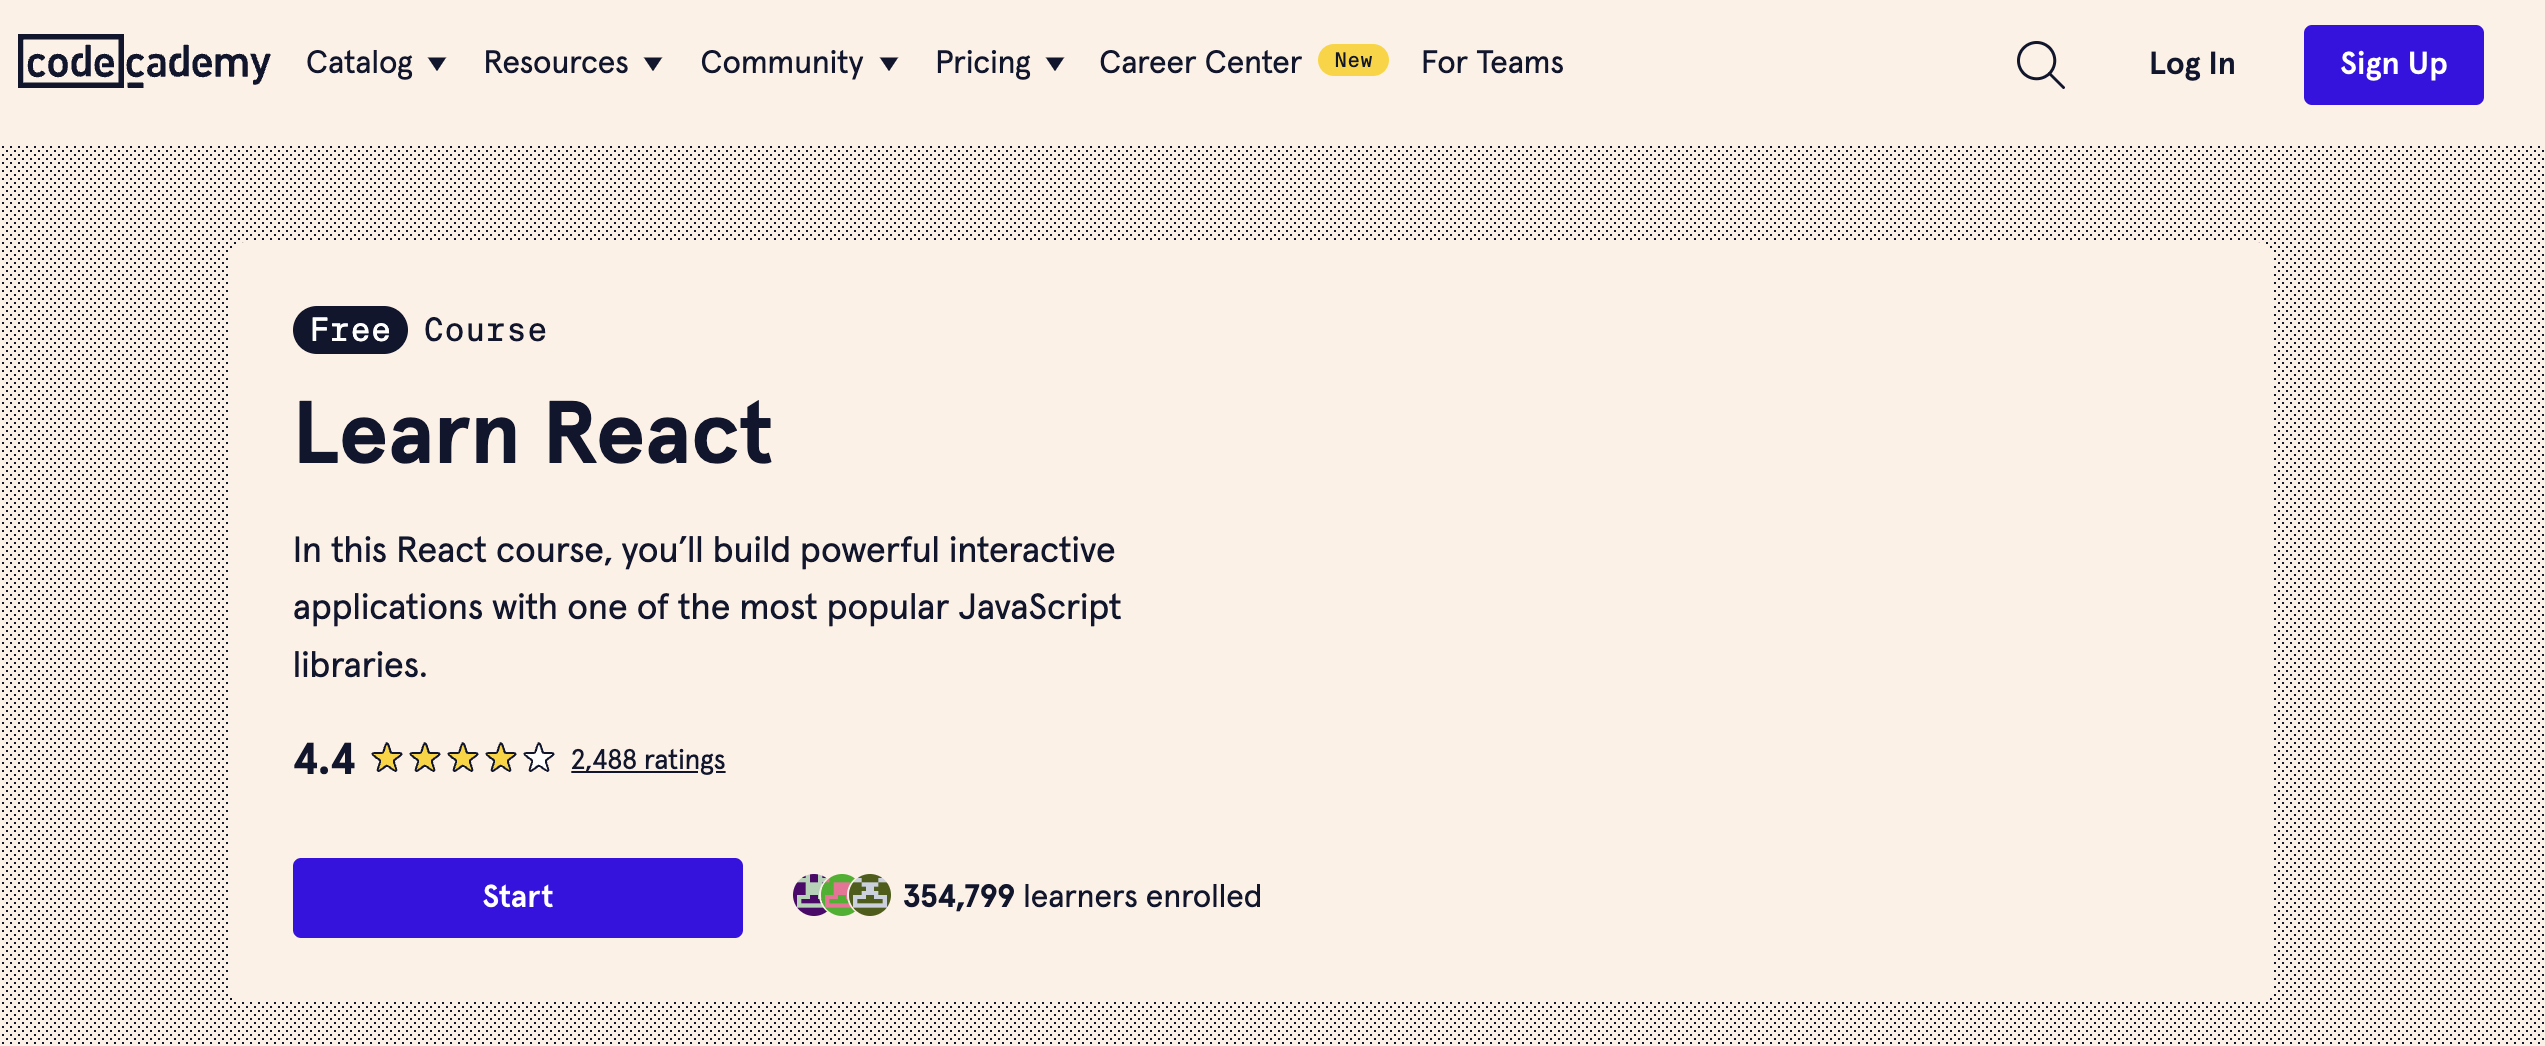 codecademy Catalog Resources Community Pricing Career Center New For Teams Log In Sign Up
Free Course
Learn React
In this React course, you’ll build powerful interactive
applications with one of the most popular JavaScript
libraries.
4.4 2,488 ratings
Start 354,799 learners enrolled